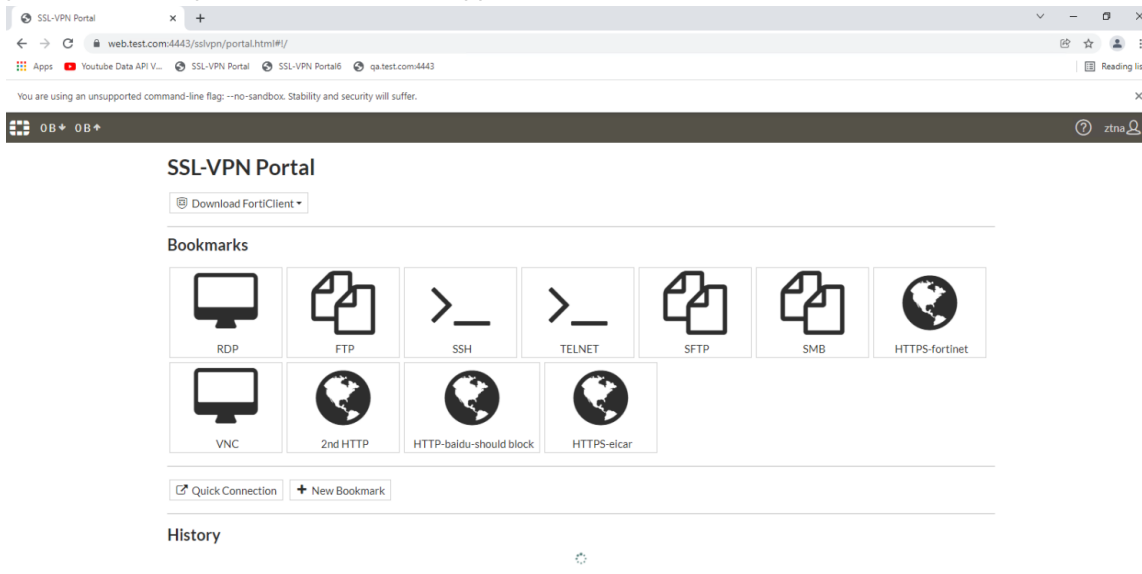 SSL-VPN Portal
web.test.com:4443/sslvpn/portal.html#!/
Apps Youtube Data API V... SSL-VPN Portal SSL-VPN Portal6 qa.test.com:4443 Reading lis
You are using an unsupported command-line flag: --no-sandbox. Stability and security will suffer.
0B 0B ztna
SSL-VPN Portal
Download FortiClient
Bookmarks
RDP FTP SSH TELNET SFTP SMB HTTPS-fortinet
VNC 2nd HTTP HTTP-baidu-should block HTTPS-eicar
Quick Connection + New Bookmark
History